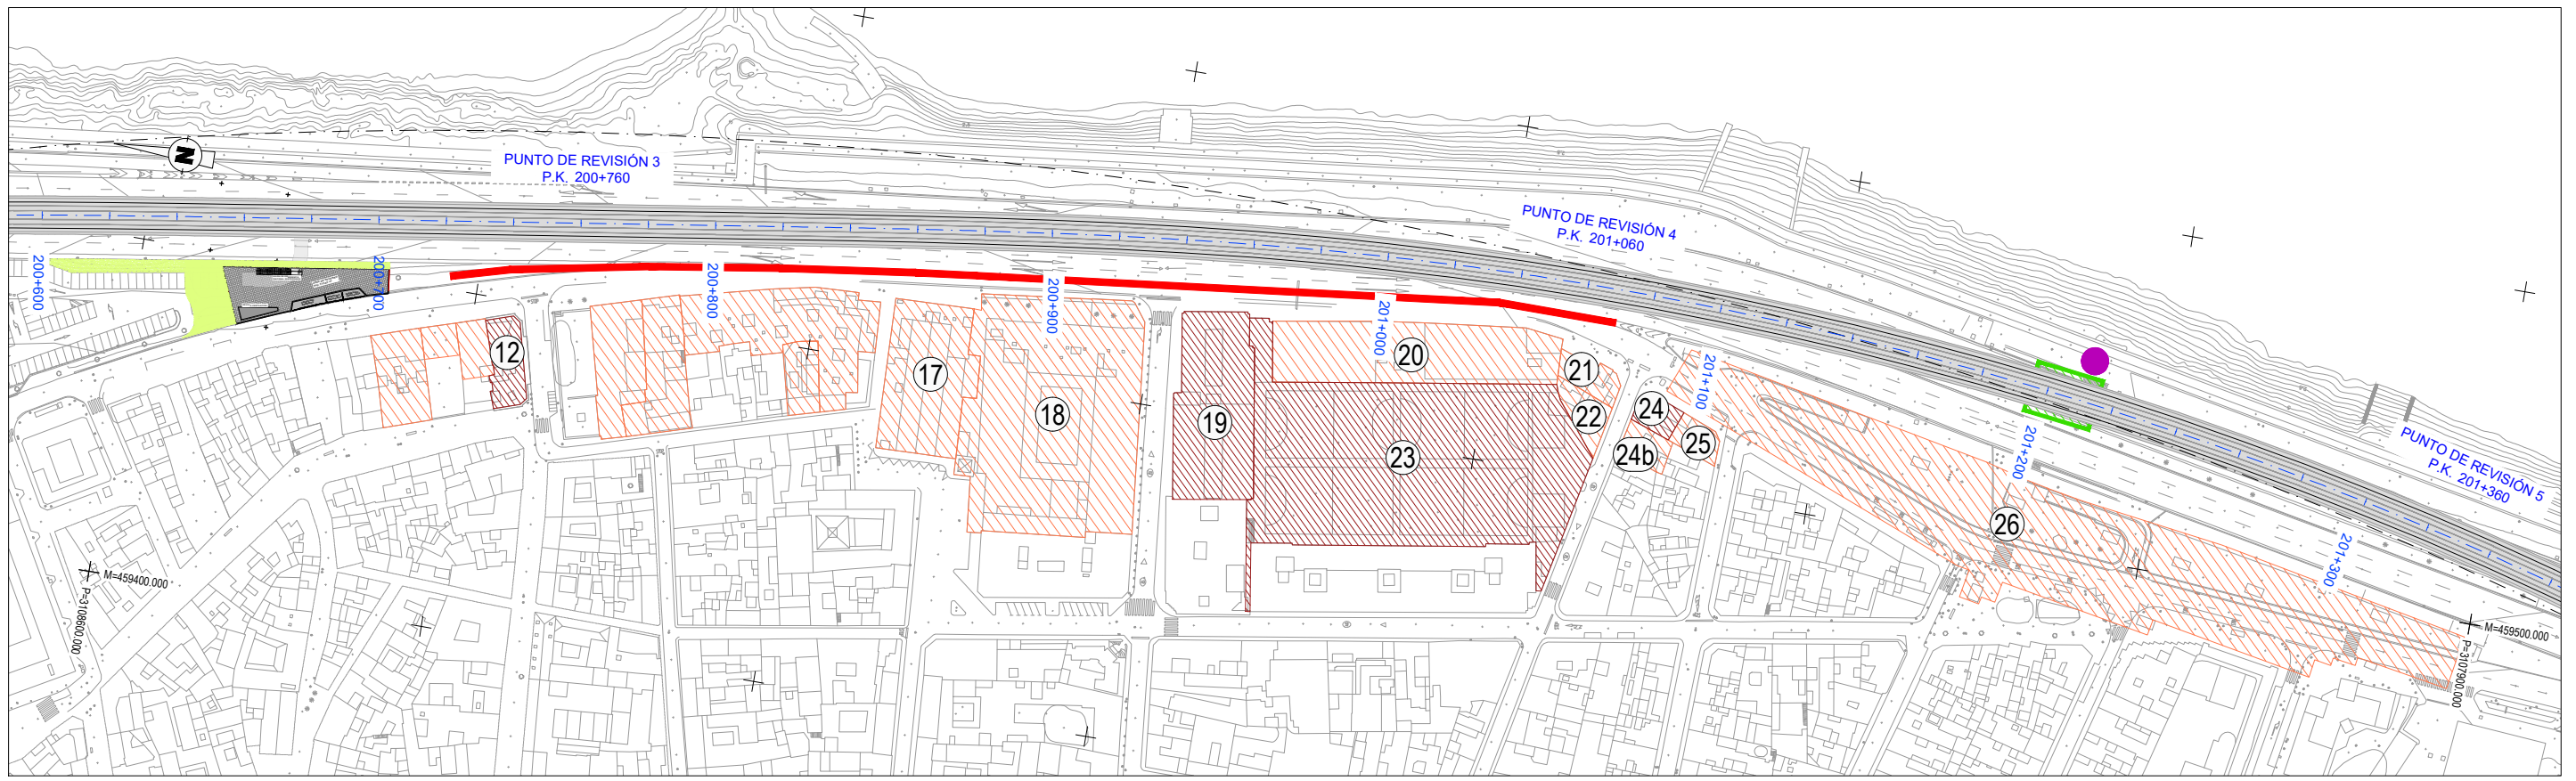 N
PUNTO DE REVISIÓN 3
P.K. 200+760
PUNTO DE REVISIÓN 4
P.K. 201+060
PUNTO DE REVISIÓN 5
P.K. 201+360
200+600
200+700
200+800
200+900
201+000
201+100
201+200
201+300
12
17
18
19
20
21
22
23
24
24b
25
26
M=459400.000
P=3108600.000
M=459500.000
P=3107900.000